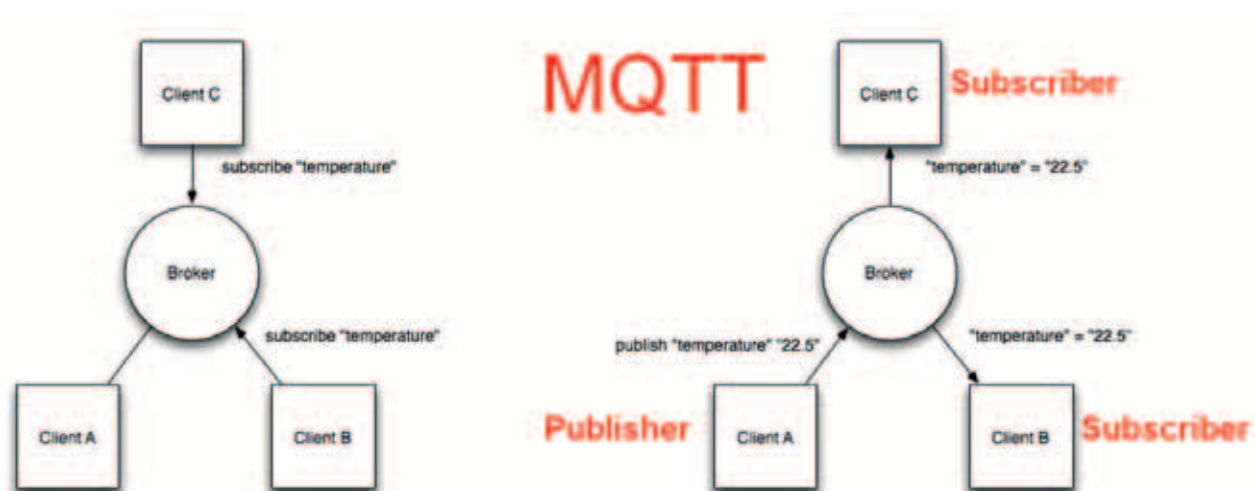 Client C
subscribe "temperature"
Broker
subscribe "temperature"
Client A
Client B
MQTT
Client C
Subscriber
"temperature" = "22.5"
Broker
publish "temperature" "22.5"
"temperature" = "22.5"
Publisher
Client A
Client B
Subscriber